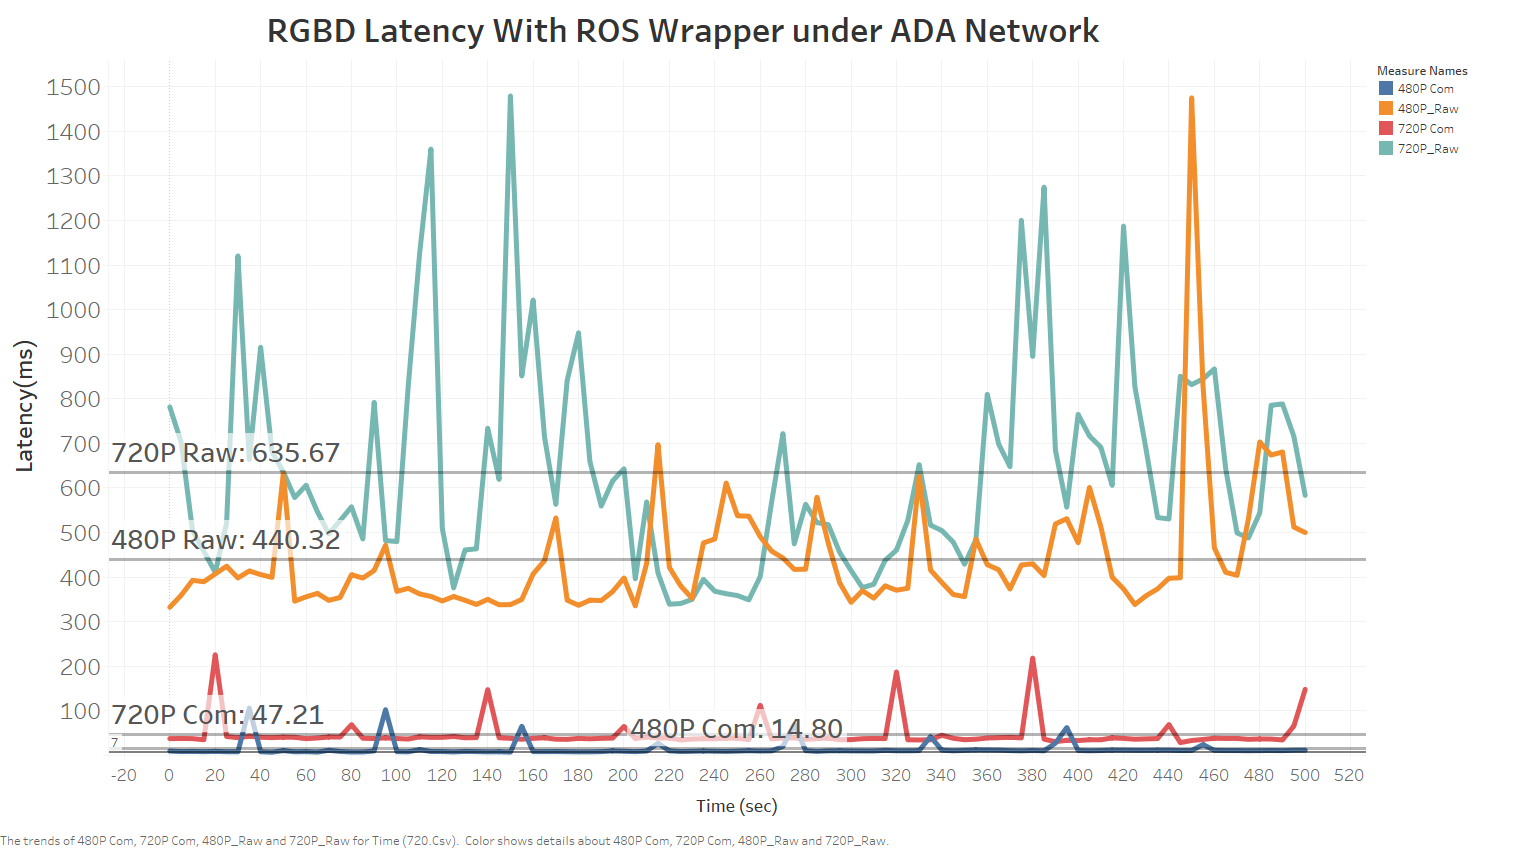 RGBD Latency With ROS Wrapper under ADA Network
Measure Names
480P Com
480P_Raw
720P Com
720P_Raw
Latency(ms)
1500
1400
1300
1200
1100
1000
900
800
700
600
500
400
300
200
100
720P Raw: 635.67
480P Raw: 440.32
720P Com: 47.21
480P Com: 14.80
7
-20 0 20 40 60 80 100 120 140 160 180 200 220 240 260 280 300 320 340 360 380 400 420 440 460 480 500 520
Time (sec)
The trends of 480P Com, 720P Com, 480P_Raw and 720P_Raw for Time (720.Csv). Color shows details about 480P Com, 720P Com, 480P_Raw and 720P_Raw.